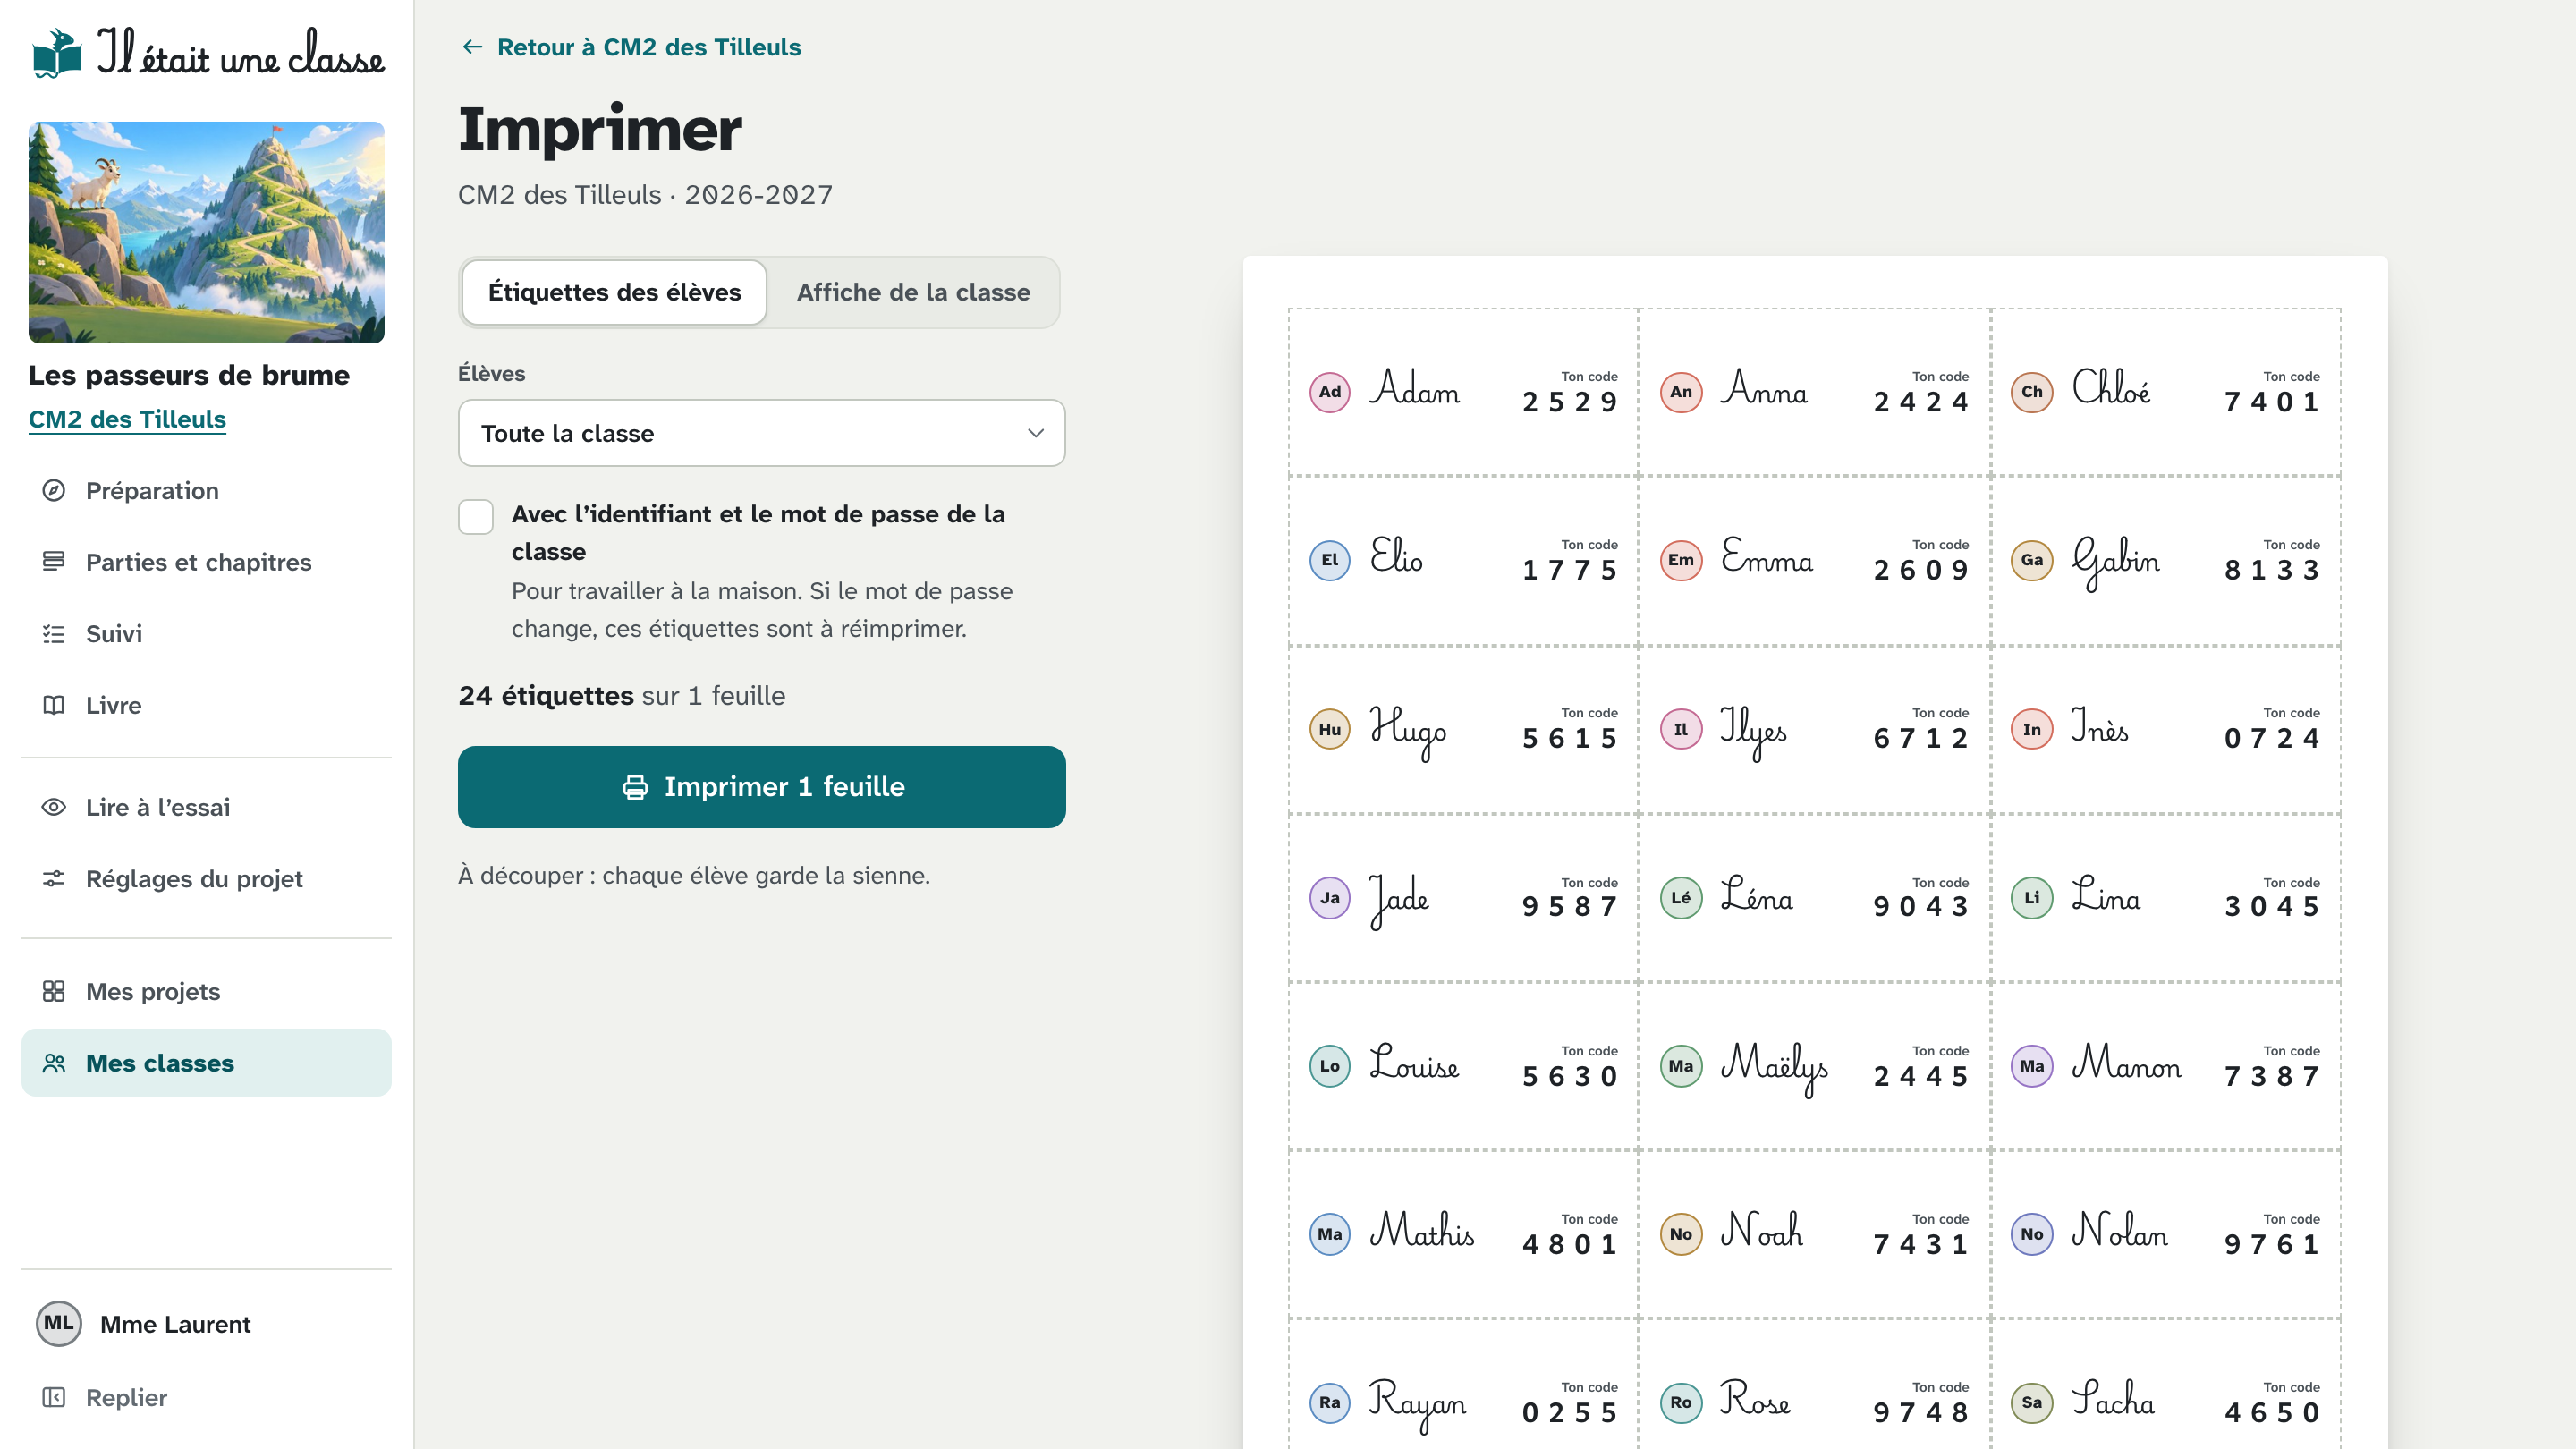 Il était une classe
Les passeurs de brume
CM2 des Tilleuls
Préparation
Parties et chapitres
Suivi
Livre
Lire à l’essai
Réglages du projet
Mes projets
Mes classes
ML Mme Laurent
Replier
← Retour à CM2 des Tilleuls
Imprimer
CM2 des Tilleuls · 2026-2027
Étiquettes des élèves
Affiche de la classe
Élèves
Toute la classe
Avec l’identifiant et le mot de passe de la
classe
Pour travailler à la maison. Si le mot de passe
change, ces étiquettes sont à réimprimer.
24 étiquettes sur 1 feuille
Imprimer 1 feuille
À découper : chaque élève garde la sienne.
Ad Adam Ton code 2 5 2 9
An Anna Ton code 2 4 2 4
Ch Chloé Ton code 7 4 0 1
El Elio Ton code 1 7 7 5
Em Emma Ton code 2 6 0 9
Ga Gabin Ton code 8 1 3 3
Hu Hugo Ton code 5 6 1 5
Il Ilyes Ton code 6 7 1 2
In Inès Ton code 0 7 2 4
Ja Jade Ton code 9 5 8 7
Lé Léna Ton code 9 0 4 3
Li Lina Ton code 3 0 4 5
Lo Louise Ton code 5 6 3 0
Ma Maëlys Ton code 2 4 4 5
Ma Manon Ton code 7 3 8 7
Ma Mathis Ton code 4 8 0 1
No Noah Ton code 7 4 3 1
No Nolan Ton code 9 7 6 1
Ra Rayan Ton code 0 2 5 5
Ro Rose Ton code 9 7 4 8
Sa Sacha Ton code 4 6 5 0